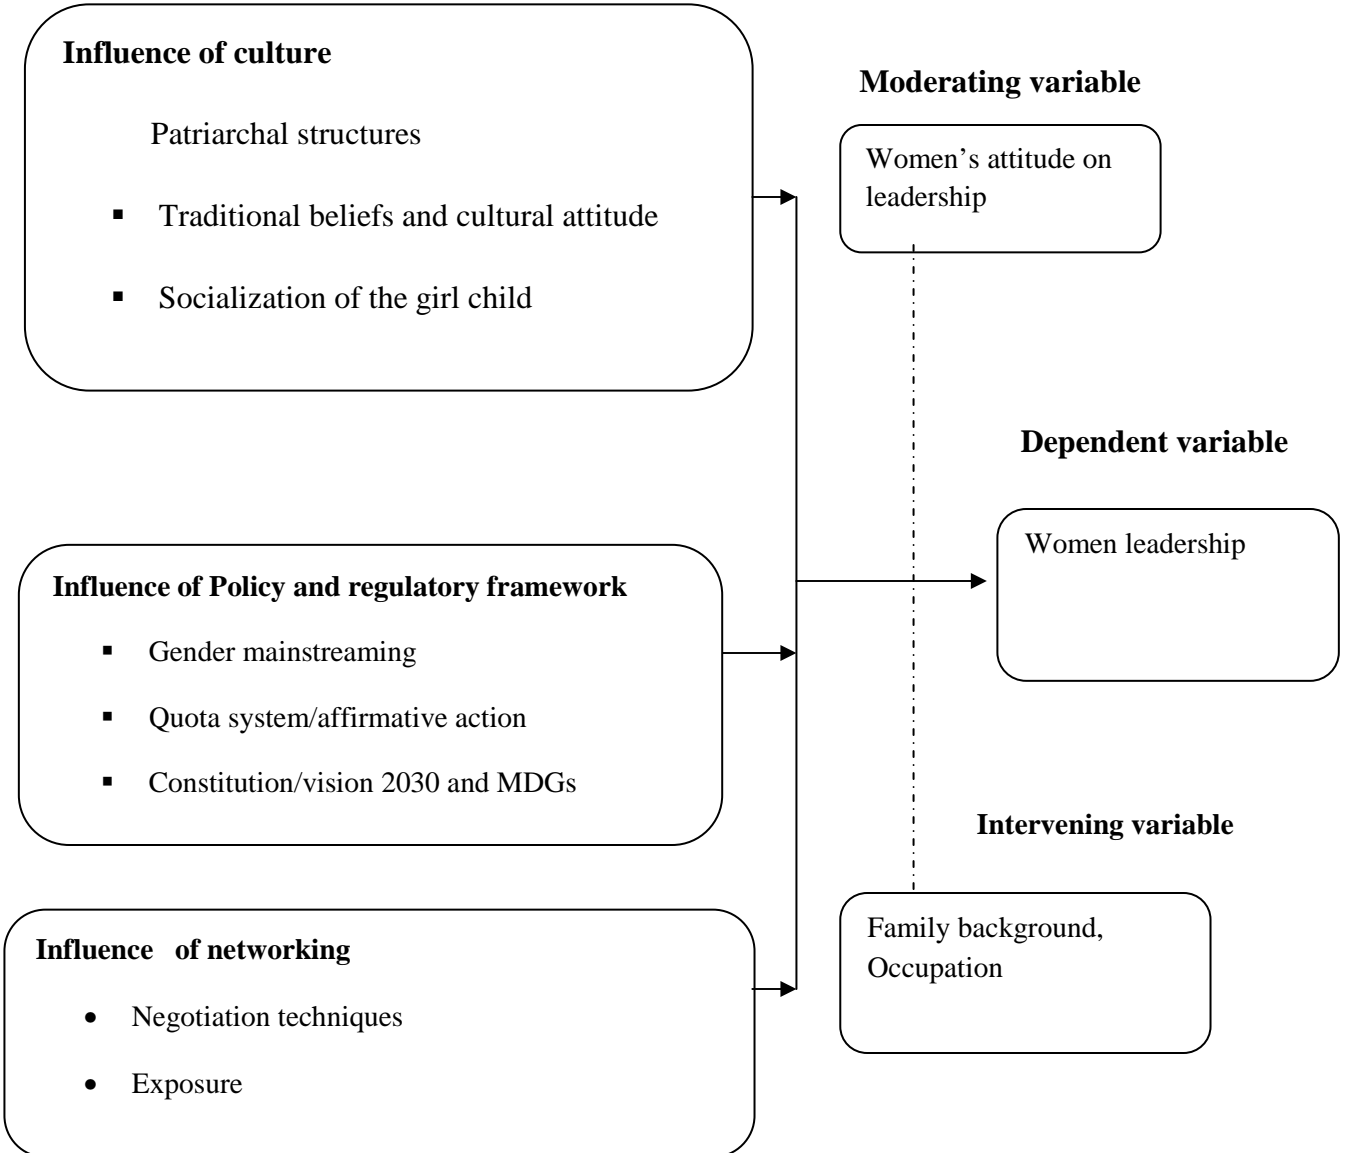 Influence of culture
Patriarchal structures
▪ Traditional beliefs and cultural attitude
▪ Socialization of the girl child
Influence of Policy and regulatory framework
▪ Gender mainstreaming
▪ Quota system/affirmative action
▪ Constitution/vision 2030 and MDGs
Influence of networking
• Negotiation techniques
• Exposure
Moderating variable
Women’s attitude on
leadership
Dependent variable
Women leadership
Intervening variable
Family background,
Occupation